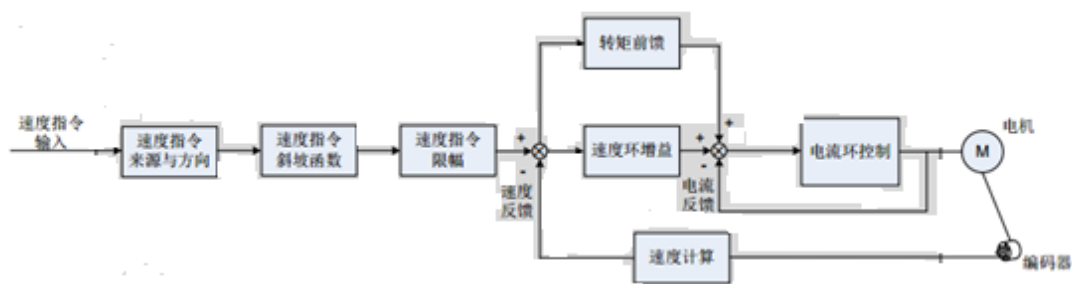 转矩前馈
速度指令
输入
速度指令
来源与方向
速度指令
斜坡函数
速度指令
限幅
+
-
速度
反馈
速度环增益
+
+
-
电流
反馈
电流环控制
电机
M
速度计算
编码器